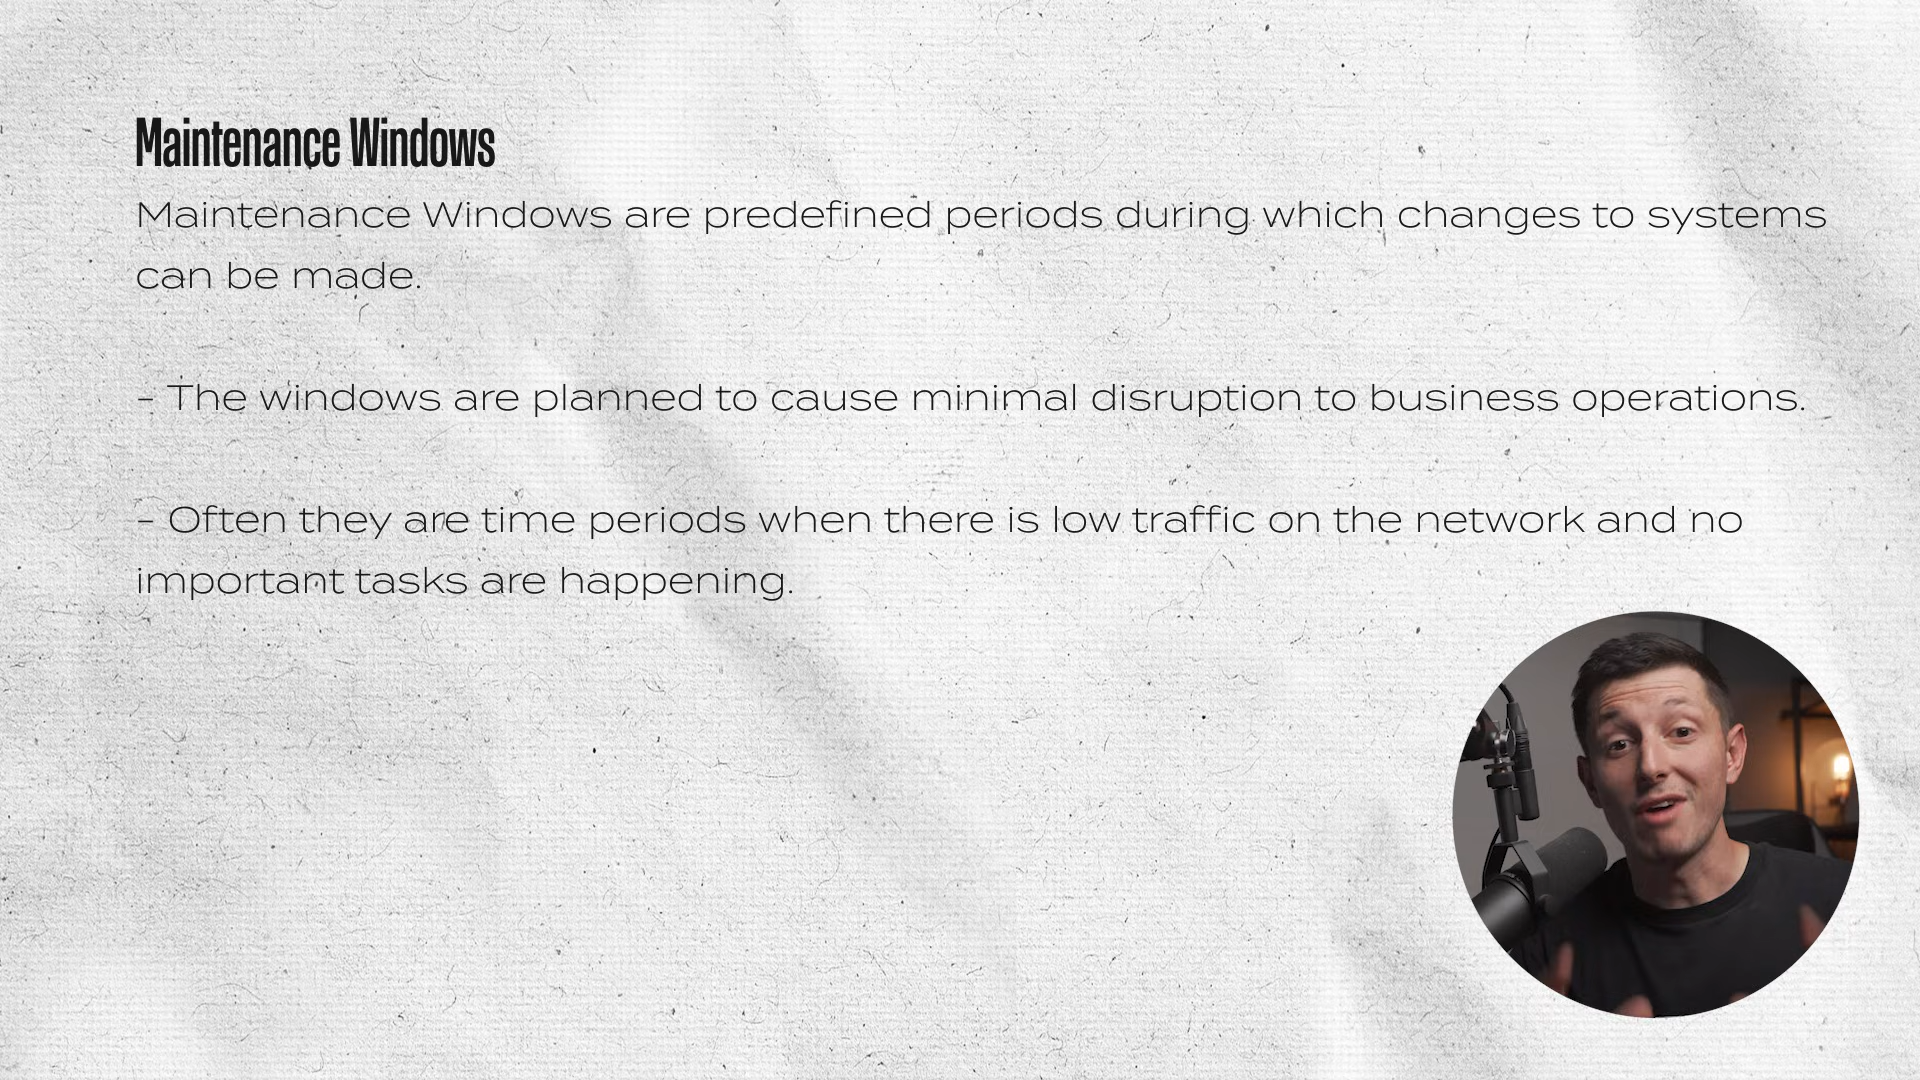 Maintenance Windows
Maintenance Windows are predefined periods during which changes to systems
can be made.
– The windows are planned to cause minimal disruption to business operations.
– Often they are time periods when there is low traffic on the network and no
important tasks are happening.